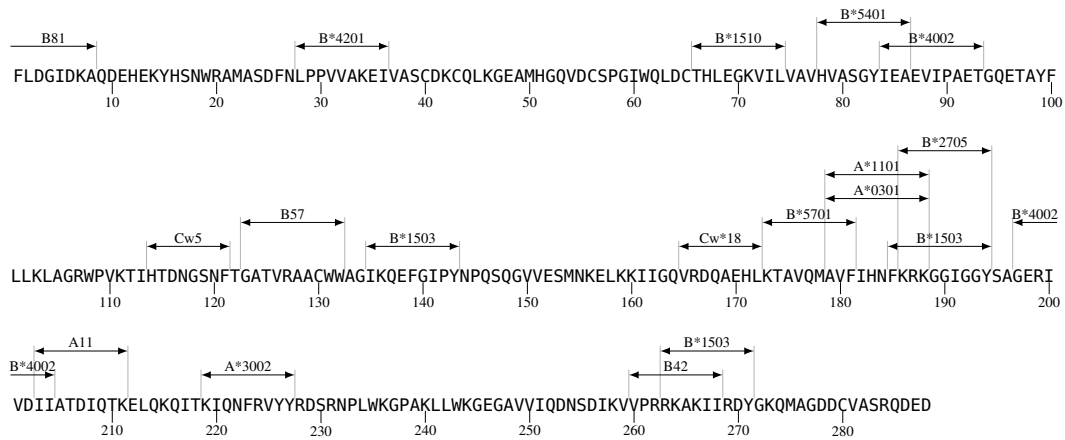 B*5401
B81 B*4201 B*1510 B*4002
FLDGIDKAQDEHEKYHSNWRAMASDFNLPPVVAKEIVASCDKCQLKGEAMHGQVDCSPGIWQLDCTHLEGKVILVAVHVASGYIEAEVIPAETGQETAYF
10 20 30 40 50 60 70 80 90 100
B*2705
A*1101
A*0301
B57 B*5701 B*4002
Cw5 B*1503 Cw*18 B*1503
LLKLAGRWPVKTIHTDNGSNFTGATVRAACWWAGIKQEFGIPYNPQSQGVVESMNKELKKIIGQVRDQAEHLKTAVQMAVFIHNFKRKGGIGGYSAGERI
110 120 130 140 150 160 170 180 190 200
A11 B*1503
B*4002 A*3002 B42
VDIIATDIQTKELQKQITKIQNFRVYYRDSRNPLWKGPAKLLWKGEGAVVIQDNSDIKVVPRRKAKIIRDYGKQMAGDDCVASRQDED
210 220 230 240 250 260 270 280